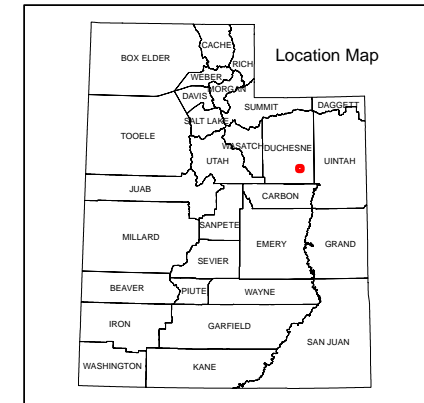 Location Map
CACHE
BOX ELDER
RICH
WEBER
MORGAN
DAVIS
SUMMIT
DAGGETT
SALT LAKE
TOOELE
WASATCH
DUCHESNE
UTAH
UINTAH
JUAB
CARBON
SANPETE
MILLARD
EMERY
GRAND
SEVIER
BEAVER
PIUTE
WAYNE
IRON
GARFIELD
SAN JUAN
WASHINGTON
KANE